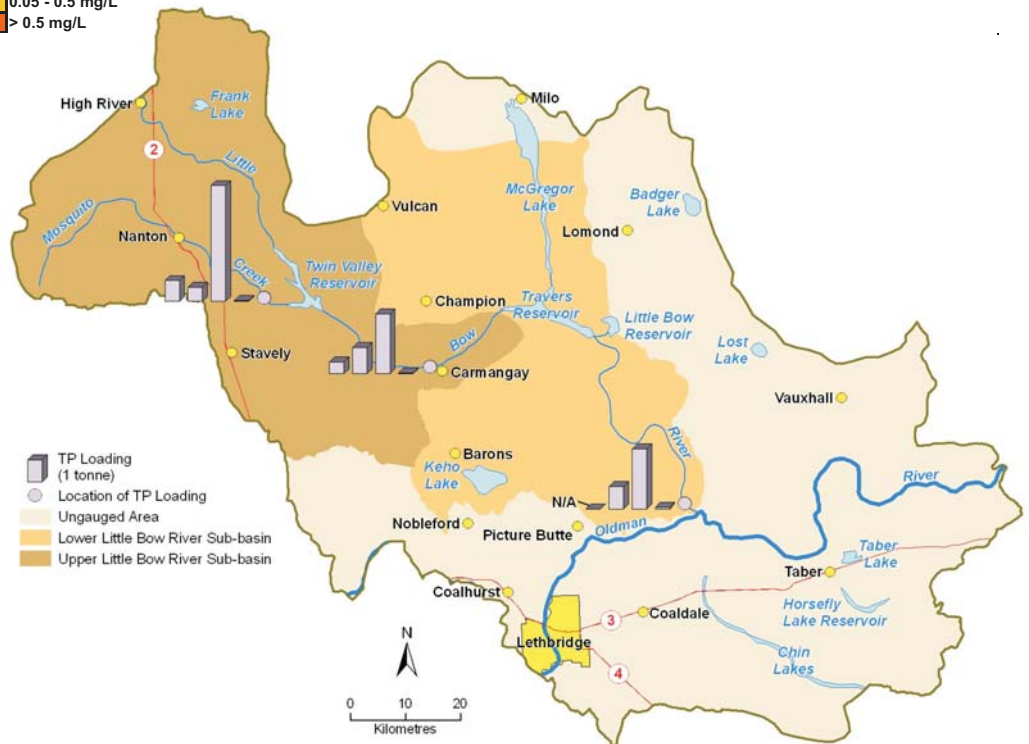 0.05 - 0.5 mg/L
> 0.5 mg/L
High River
Frank
Lake
Milo
2
Little
McGregor
Lake
Badger
Lake
Mosquito
Vulcan
Nanton
Lomond
Creek
Twin Valley
Reservoir
Champion
Travers
Reservoir
Bow
Little Bow
Reservoir
Lost
Lake
Stavely
Carmangay
Vauxhall
River
Barons
Keho
Lake
N/A
River
TP Loading
(1 tonne)
Location of TP Loading
Ungauged Area
Lower Little Bow River Sub-basin
Upper Little Bow River Sub-basin
Nobleford
Picture Butte
Oldman
Taber
Lake
Taber
Coalhurst
Horsefly
Lake Reservoir
3
Coaldale
Lethbridge
Chin
Lakes
4
N
0 10 20
Kilometres